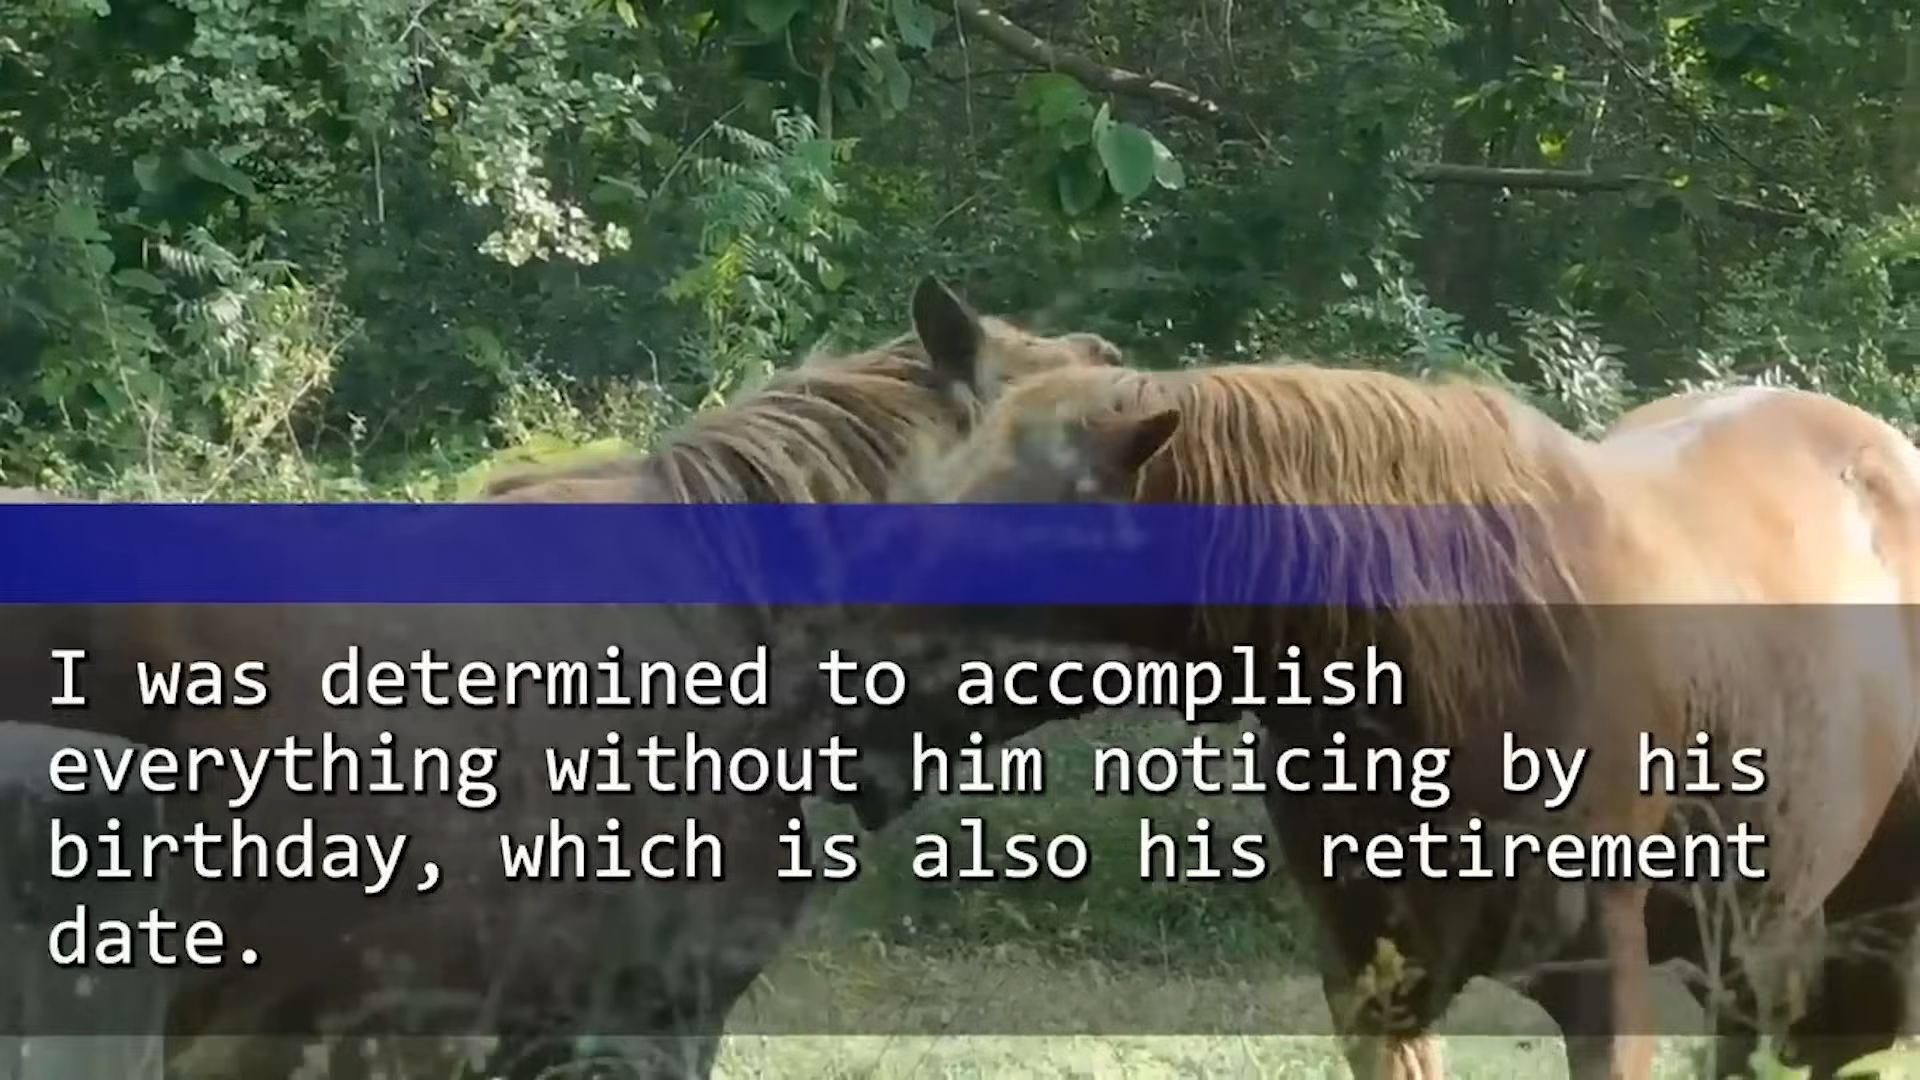 I was determined to accomplish
everything without him noticing by his
birthday, which is also his retirement
date.